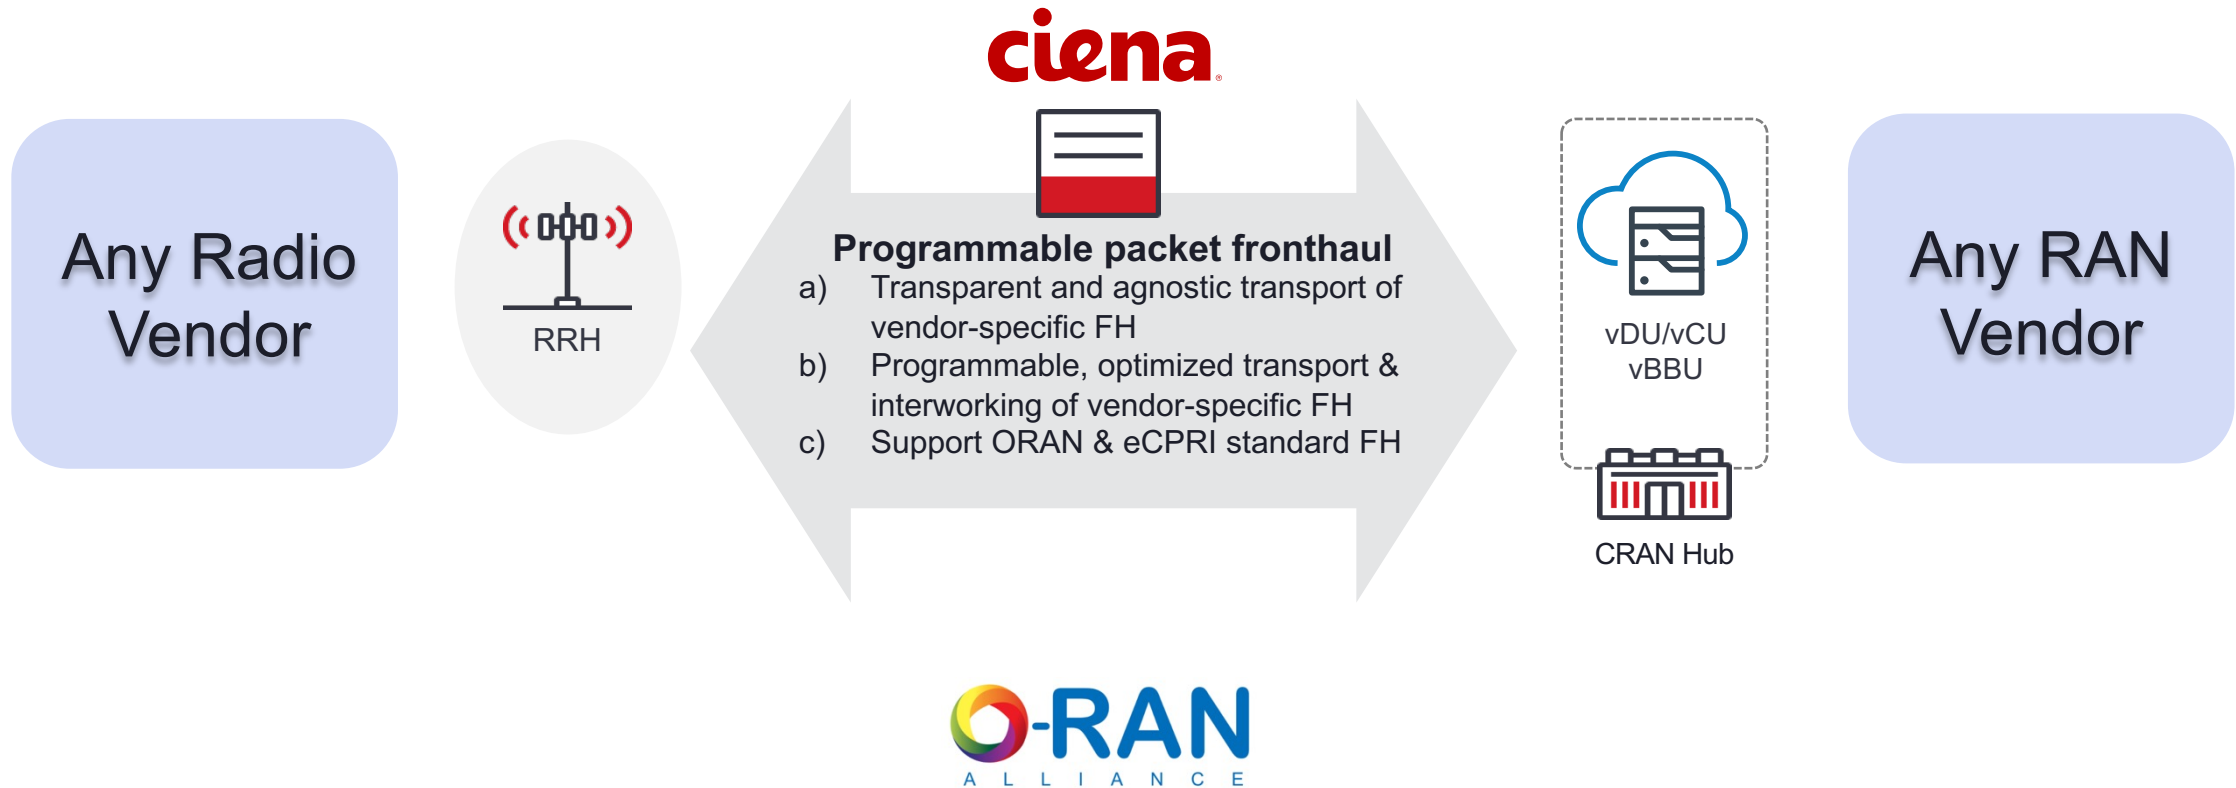 ciena
Any Radio
Vendor
RRH
Programmable packet fronthaul
a) Transparent and agnostic transport of
vendor-specific FH
b) Programmable, optimized transport &
interworking of vendor-specific FH
c) Support ORAN & eCPRI standard FH
vDU/vCU
vBBU
CRAN Hub
Any RAN
Vendor
O-RAN
ALLIANCE